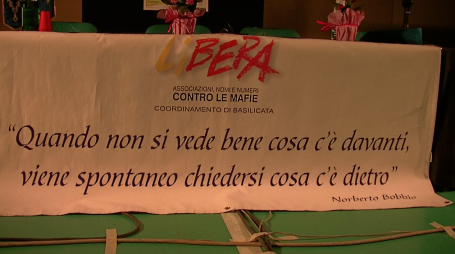 LIBERA
ASSOCIAZIONI, NOMI E NUMERI
CONTRO LE MAFIE
COORDINAMENTO DI BASILICATA
“Quando non si vede bene cosa c’è davanti,
viene spontaneo chiedersi cosa c’è dietro”
Norberto Bobbio